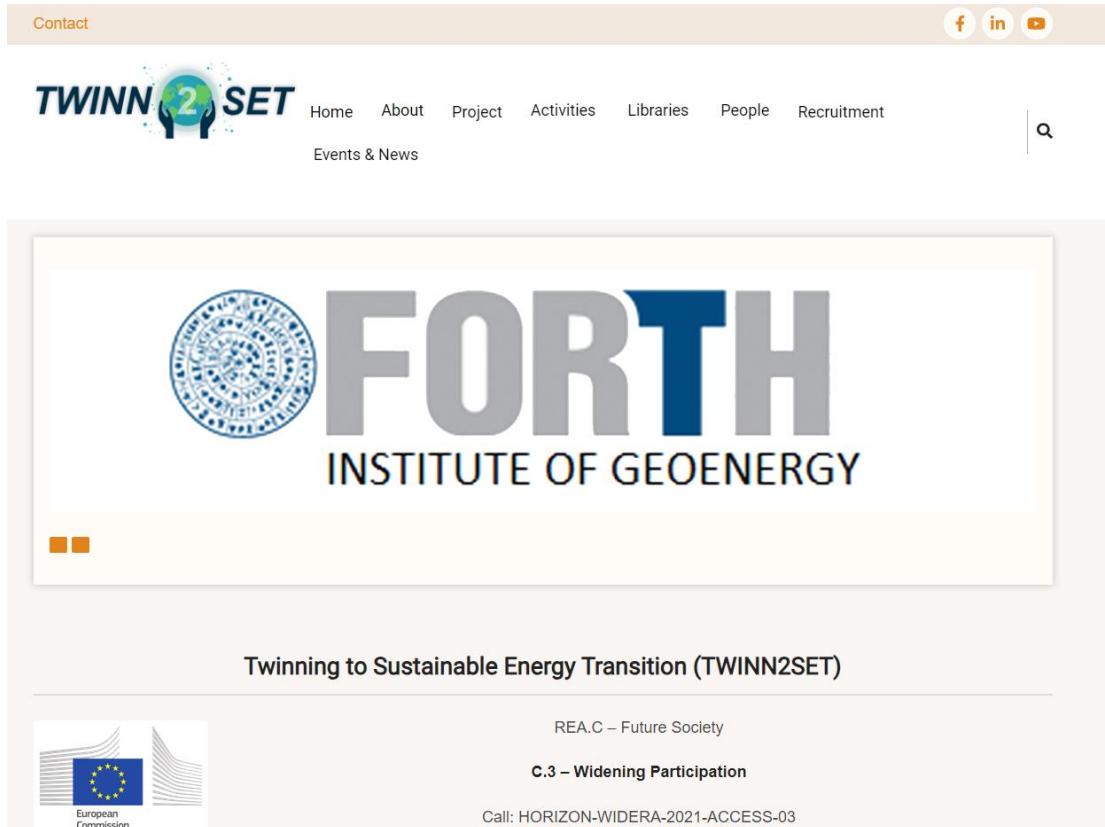 Contact
TWINN2SET
Home About Project Activities Libraries People Recruitment
Events & News
FORTH
INSTITUTE OF GEOENERGY
Twinning to Sustainable Energy Transition (TWINN2SET)
REA.C – Future Society
C.3 – Widening Participation
Call: HORIZON-WIDERA-2021-ACCESS-03
European
Commission